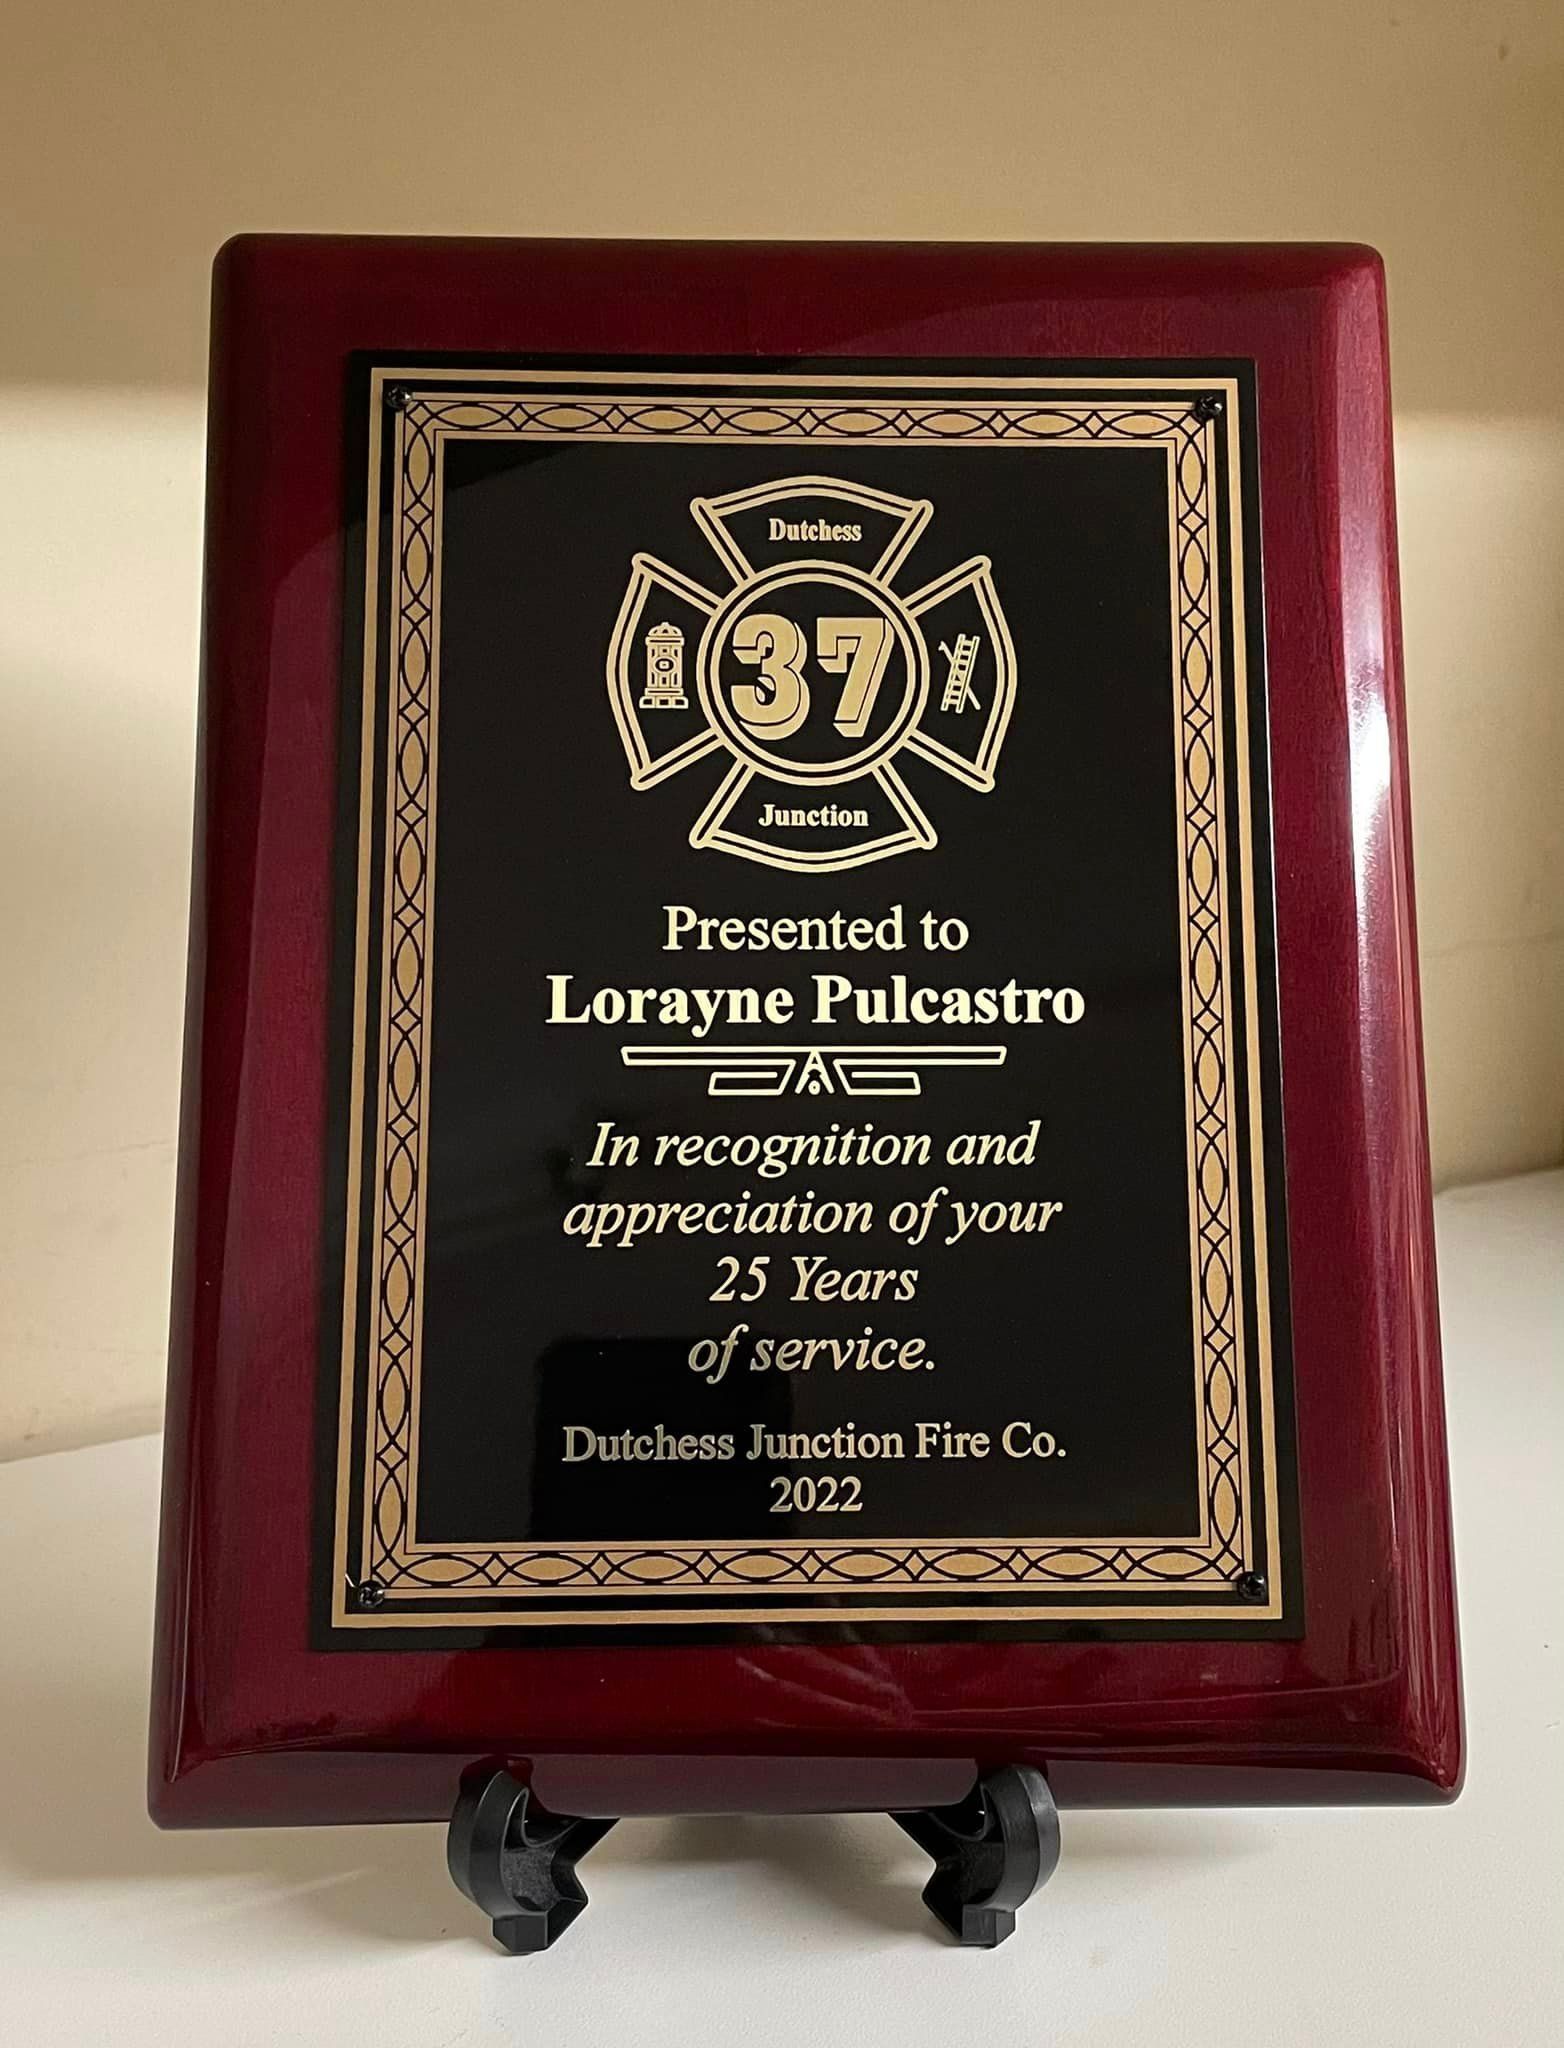 Dutchess
37
Junction
Presented to
Lorayne Pulcastro
In recognition and
appreciation of your
25 Years
of service.
Dutchess Junction Fire Co.
2022